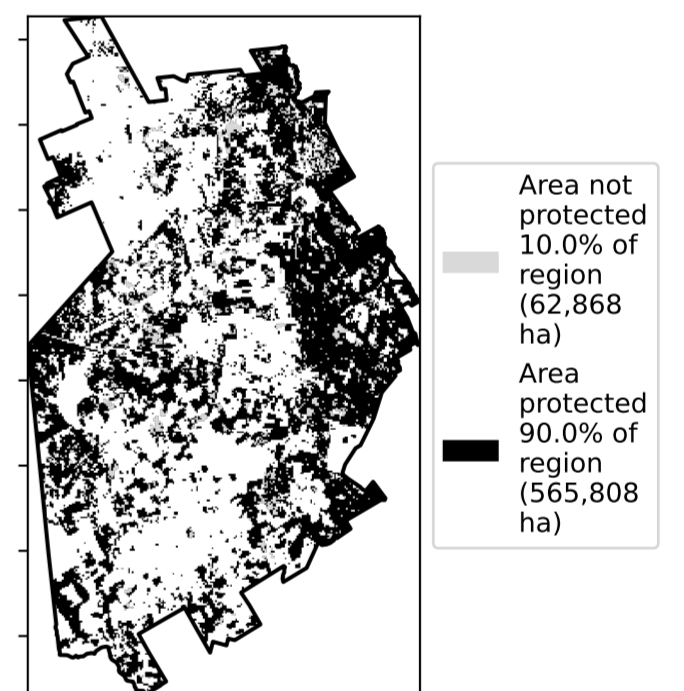 Area not
protected
10.0% of
region
(62,868
ha)
Area
protected
90.0% of
region
(565,808
ha)